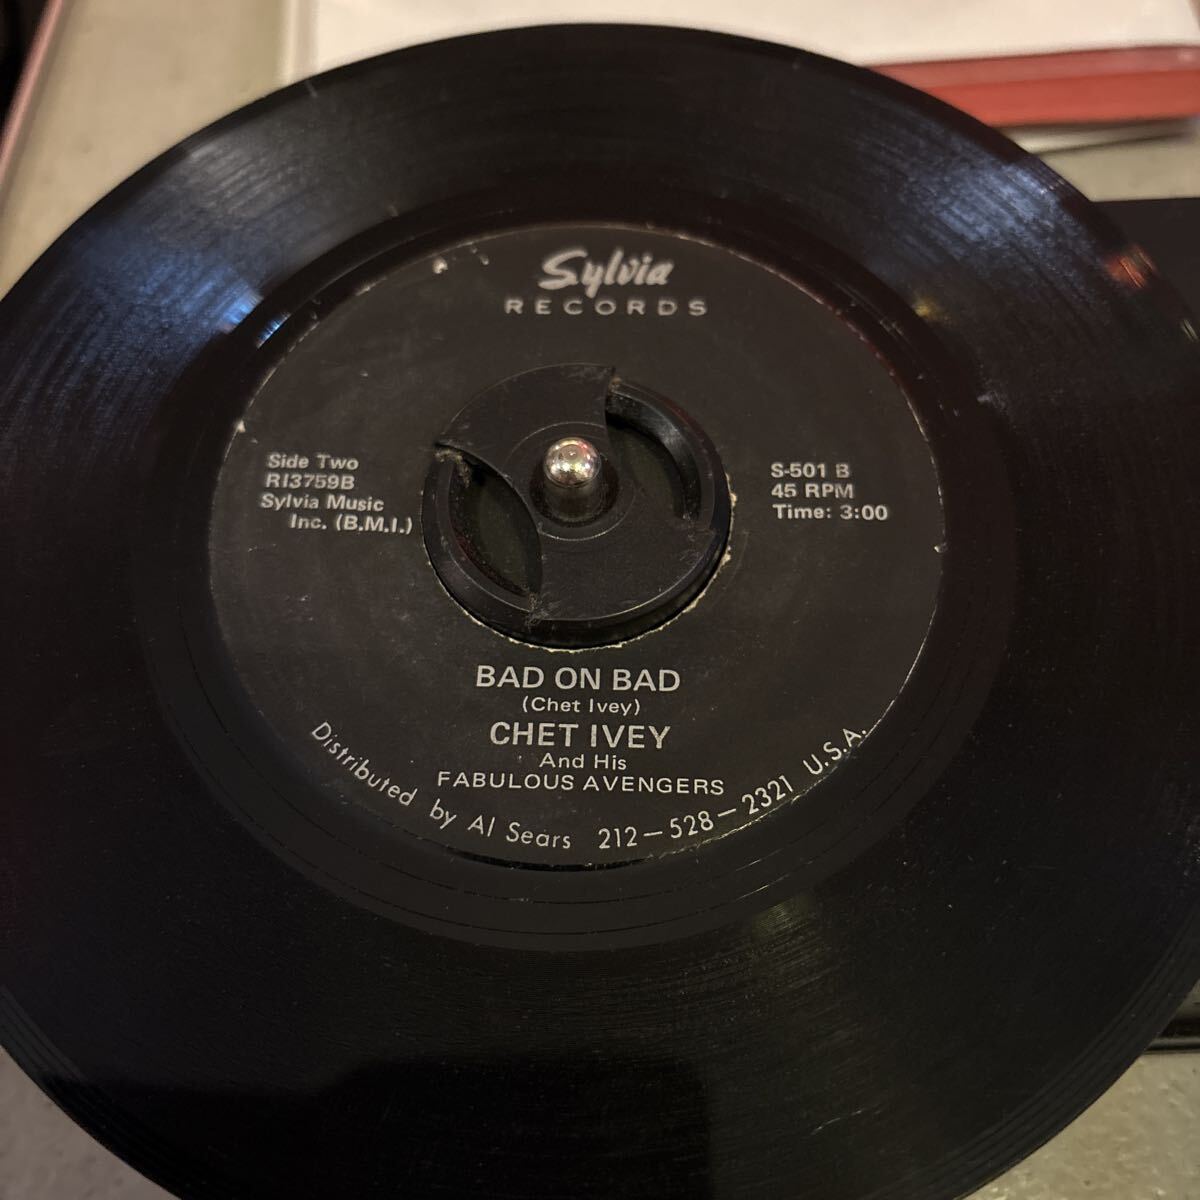 Sylvia
RECORDS
Side Two
RI3759B
Sylvia Music
Inc. (B.M.I.)
S-501 B
45 RPM
Time: 3:00
BAD ON BAD
(Chet Ivey)
CHET IVEY
And His
FABULOUS AVENGERS
Distributed by Al Sears 212-528-2321 U.S.A.